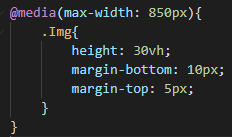 @media(max-width: 850px){
.Img{
height: 30vh;
margin-bottom: 10px;
margin-top: 5px;
}
}